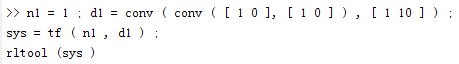 >> n1 = 1 ; d1 = conv ( conv ( [ 1 0 ], [ 1 0 ] ) , [ 1 10 ] ) ;
sys = tf ( n1 , d1 ) ;
rltool (sys )